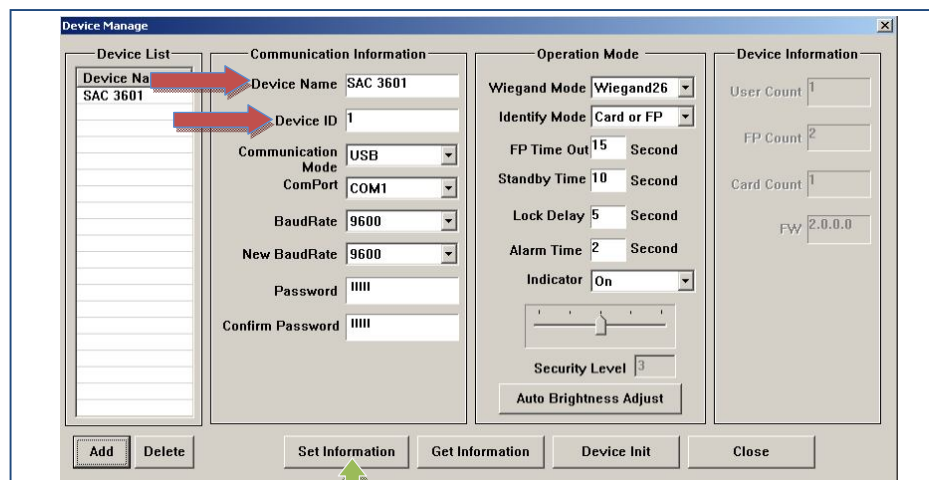 Device Manage
Device List
Device Na
SAC 3601
Communication Information
Device Name SAC 3601
Device ID 1
Communication Mode USB
ComPort COM1
BaudRate 9600
New BaudRate 9600
Password
Confirm Password
Operation Mode
Wiegand Mode Wiegand26
Identify Mode Card or FP
FP Time Out 15 Second
Standby Time 10 Second
Lock Delay 5 Second
Alarm Time 2 Second
Indicator On
Security Level 3
Auto Brightness Adjust
Device Information
User Count 1
FP Count 2
Card Count 1
FW 2.0.0.0
Add Delete Set Information Get Information Device Init Close